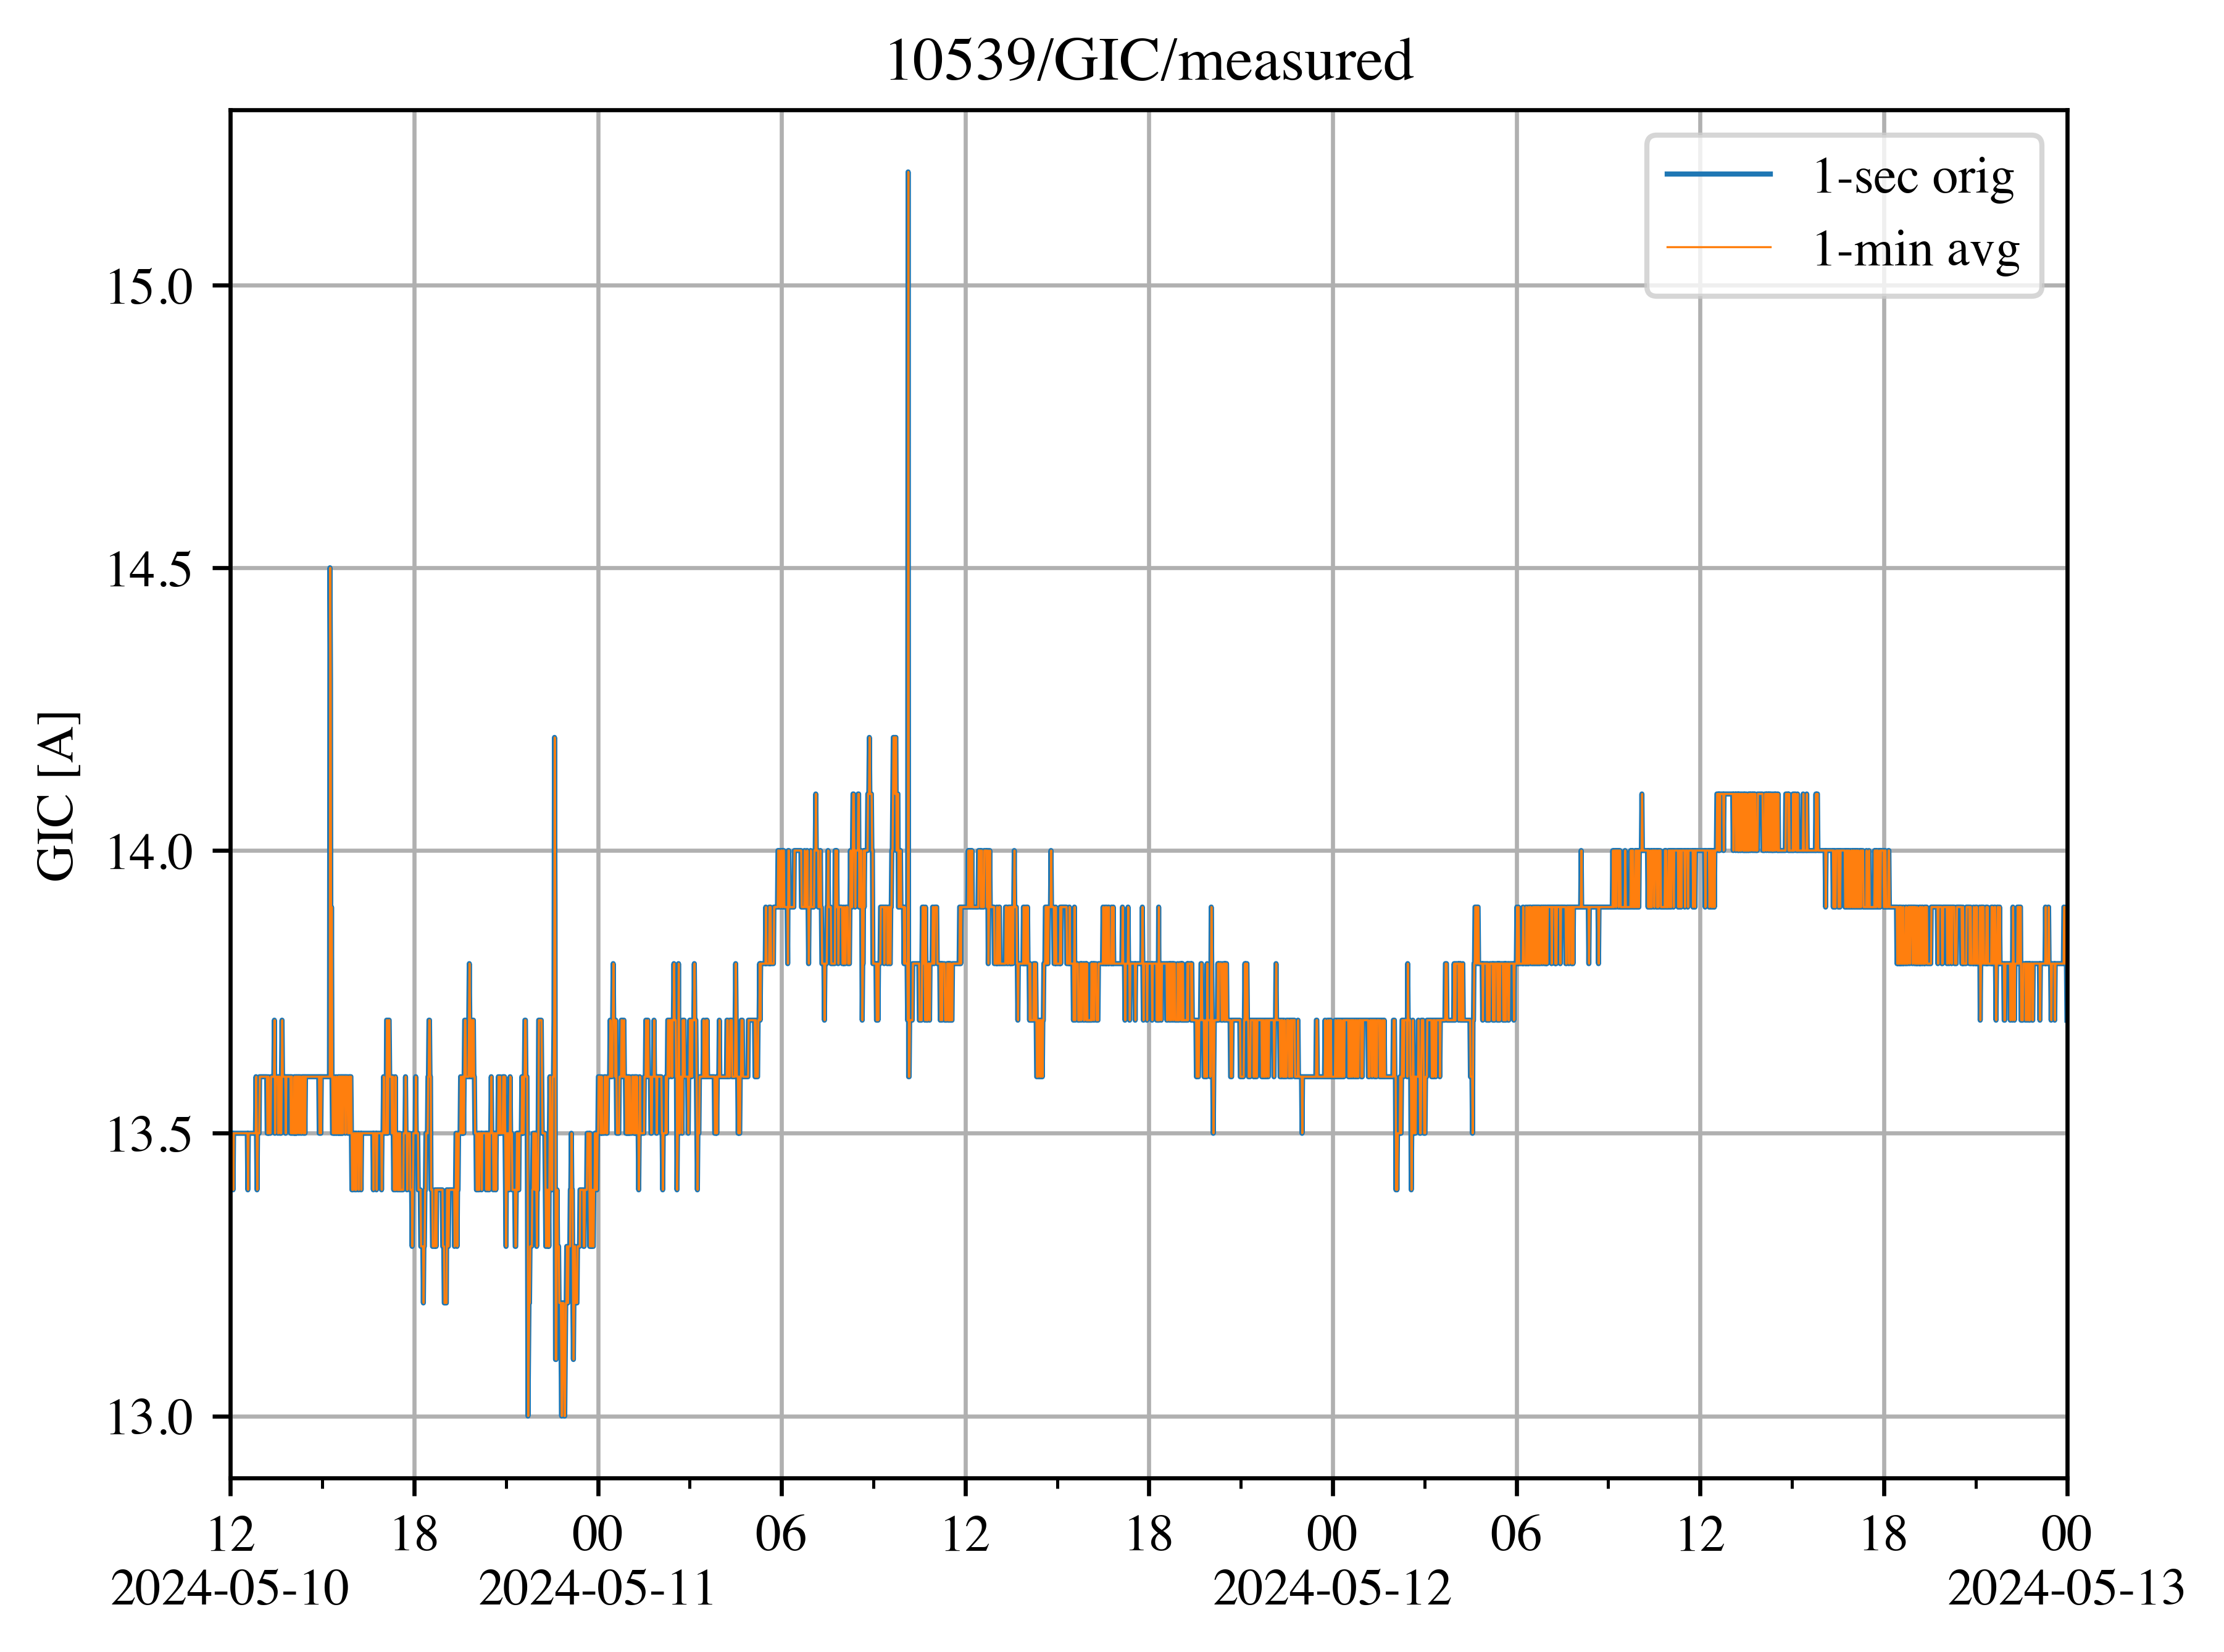 10539/GIC/measured
1-sec orig
1-min avg
15.0
14.5
14.0
13.5
13.0
GIC [A]
12 18 00 06 12 18 00 06 12 18 00
2024-05-10 2024-05-11 2024-05-12 2024-05-13